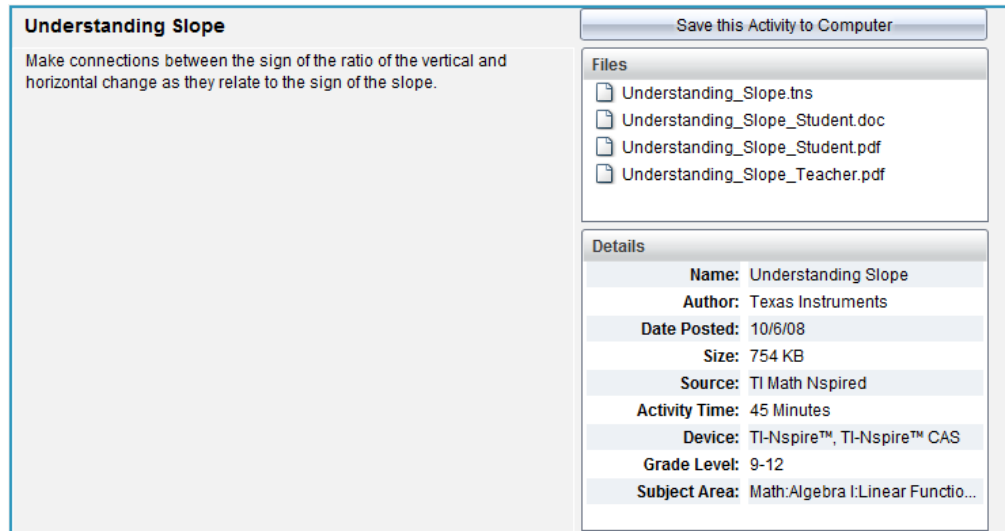 Understanding Slope
Make connections between the sign of the ratio of the vertical and
horizontal change as they relate to the sign of the slope.
Save this Activity to Computer
Files
Understanding_Slope.tns
Understanding_Slope_Student.doc
Understanding_Slope_Student.pdf
Understanding_Slope_Teacher.pdf
Details
Name: Understanding Slope
Author: Texas Instruments
Date Posted: 10/6/08
Size: 754 KB
Source: TI Math Nspired
Activity Time: 45 Minutes
Device: TI-Nspire™, TI-Nspire™ CAS
Grade Level: 9-12
Subject Area: Math:Algebra I:Linear Functio...